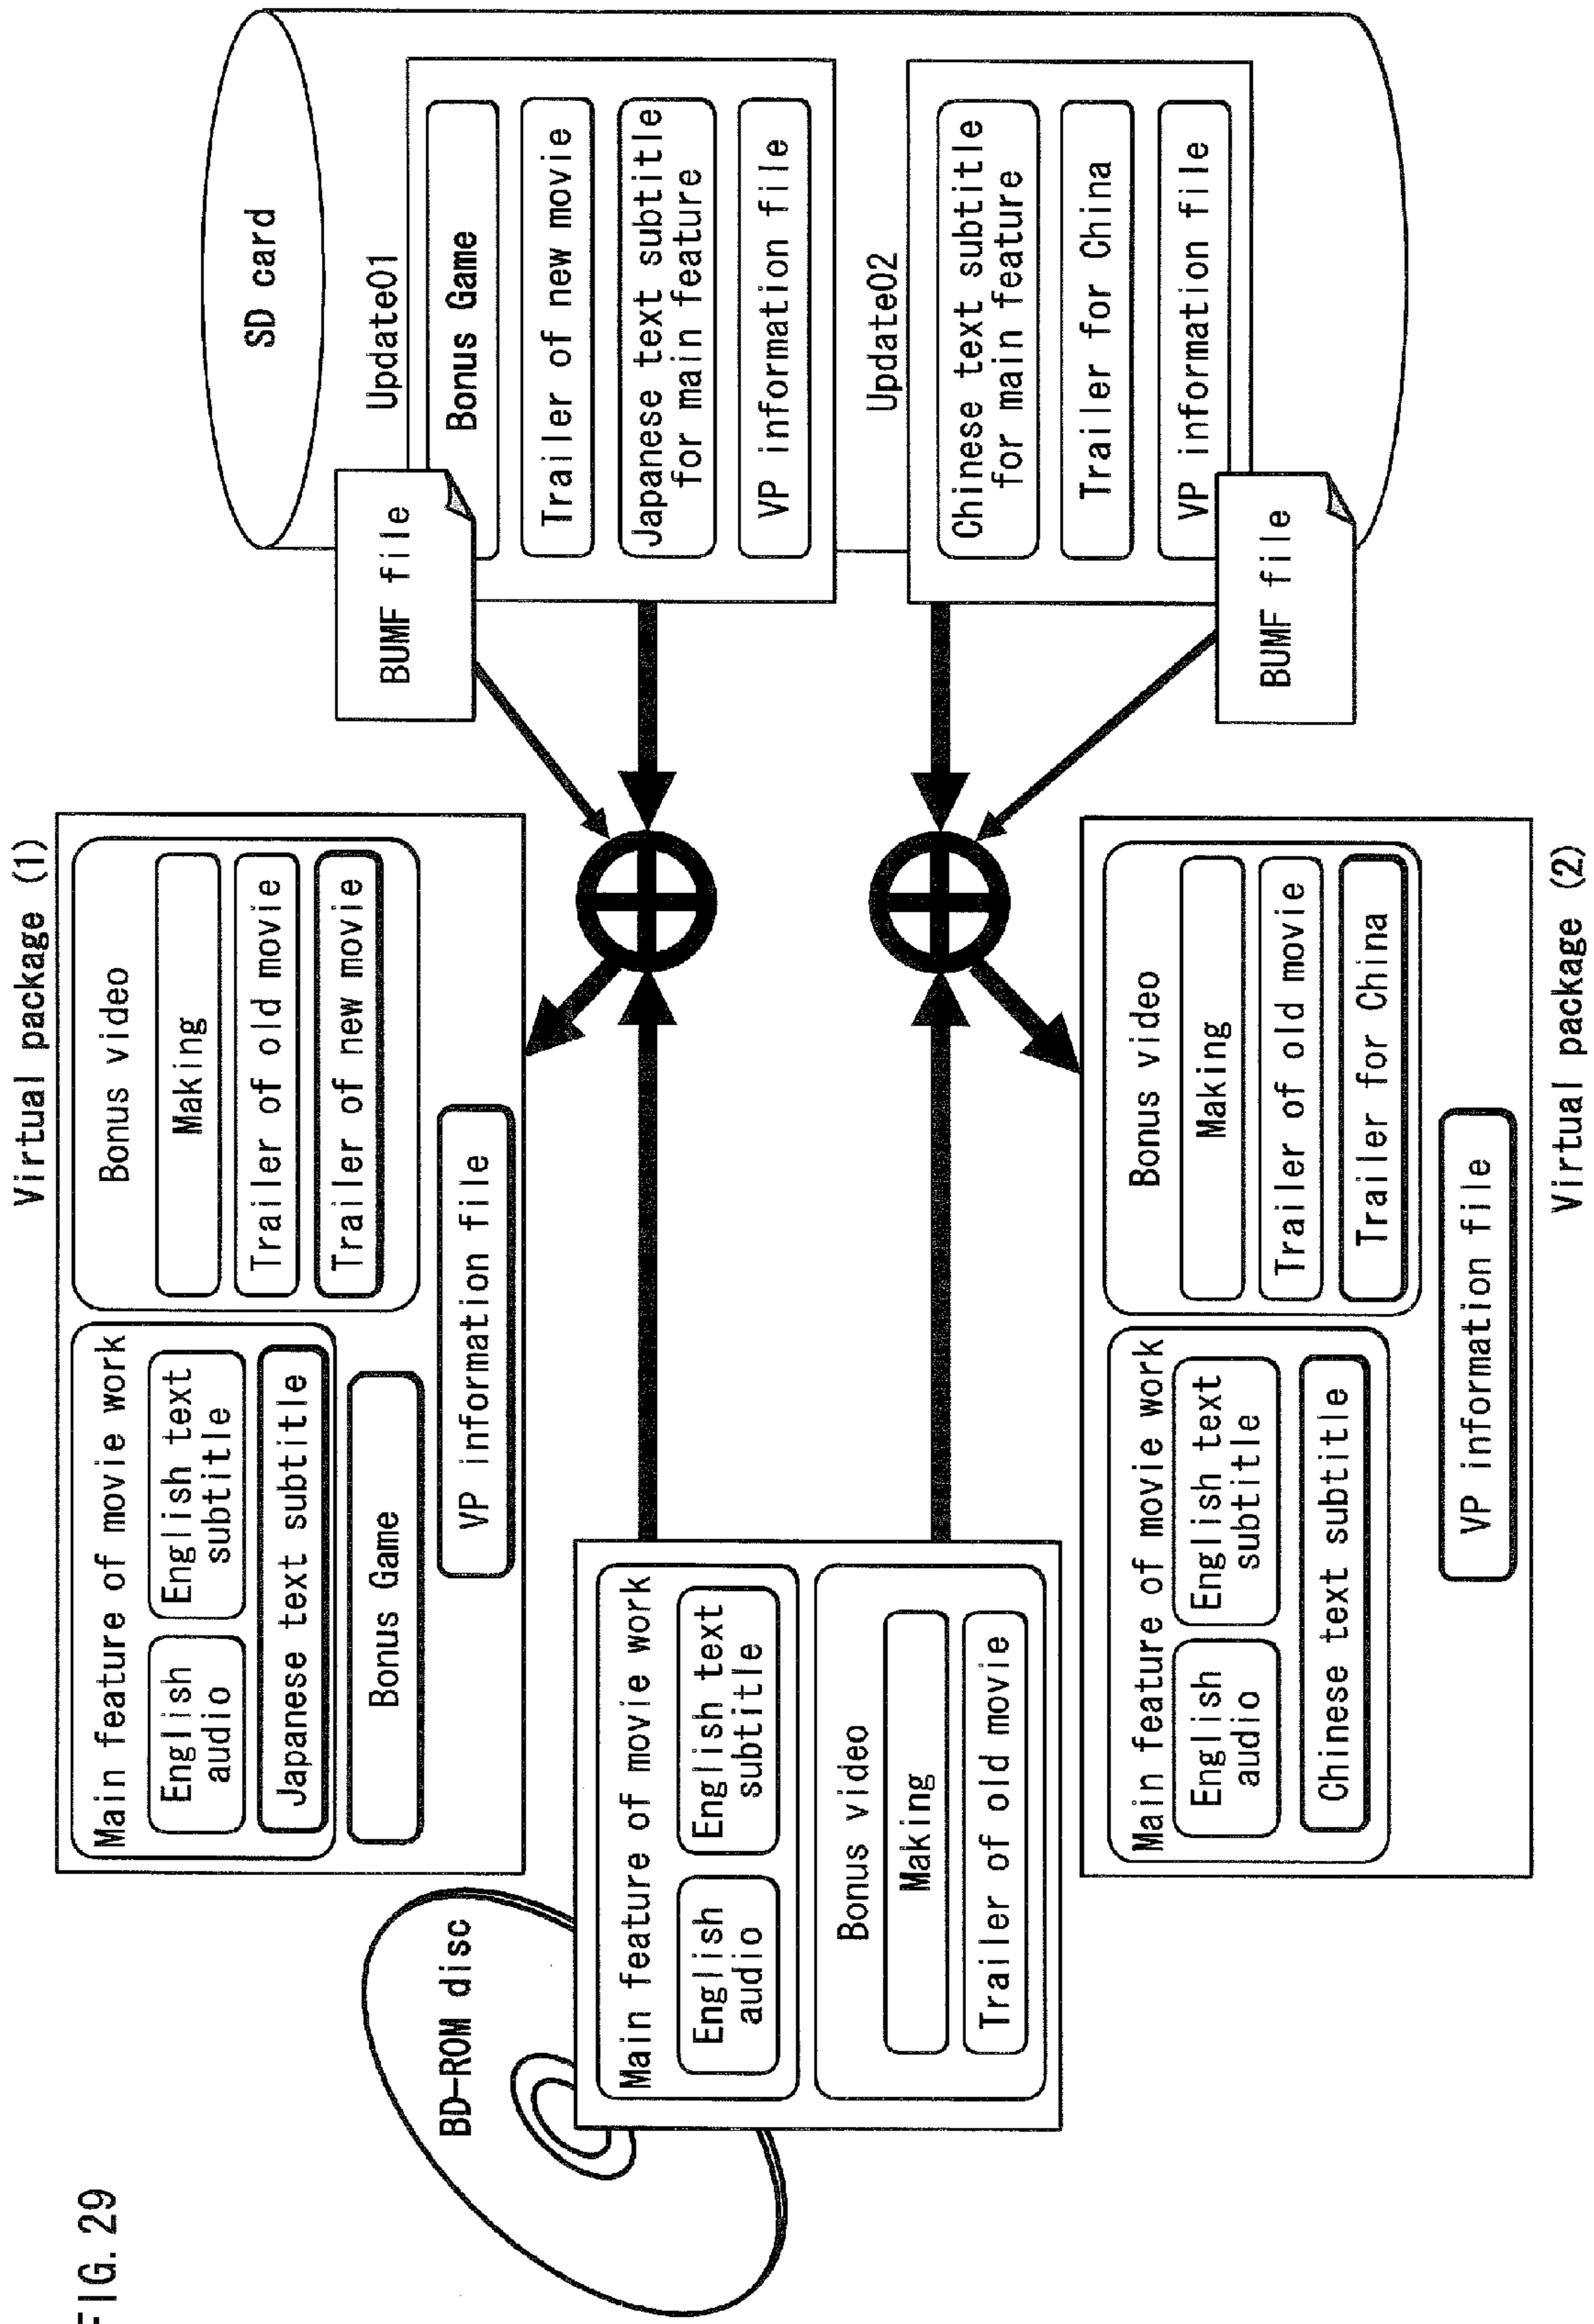 FIG. 29
Virtual package (1)
Main feature of movie work
English
audio
English text
subtitle
Japanese text subtitle
Bonus Game
Bonus video
Making
Trailer of old movie
Trailer of new movie
VP information file
BD-ROM disc
Main feature of movie work
English
audio
English text
subtitle
Bonus video
Making
Trailer of old movie
SD card
Update01
BUMF file
Bonus Game
Trailer of new movie
Japanese text subtitle
for main feature
VP information file
Update02
Chinese text subtitle
for main feature
Trailer for China
VP information file
BUMF file
Main feature of movie work
English
audio
English text
subtitle
Chinese text subtitle
Bonus video
Making
Trailer of old movie
Trailer for China
VP information file
Virtual package (2)